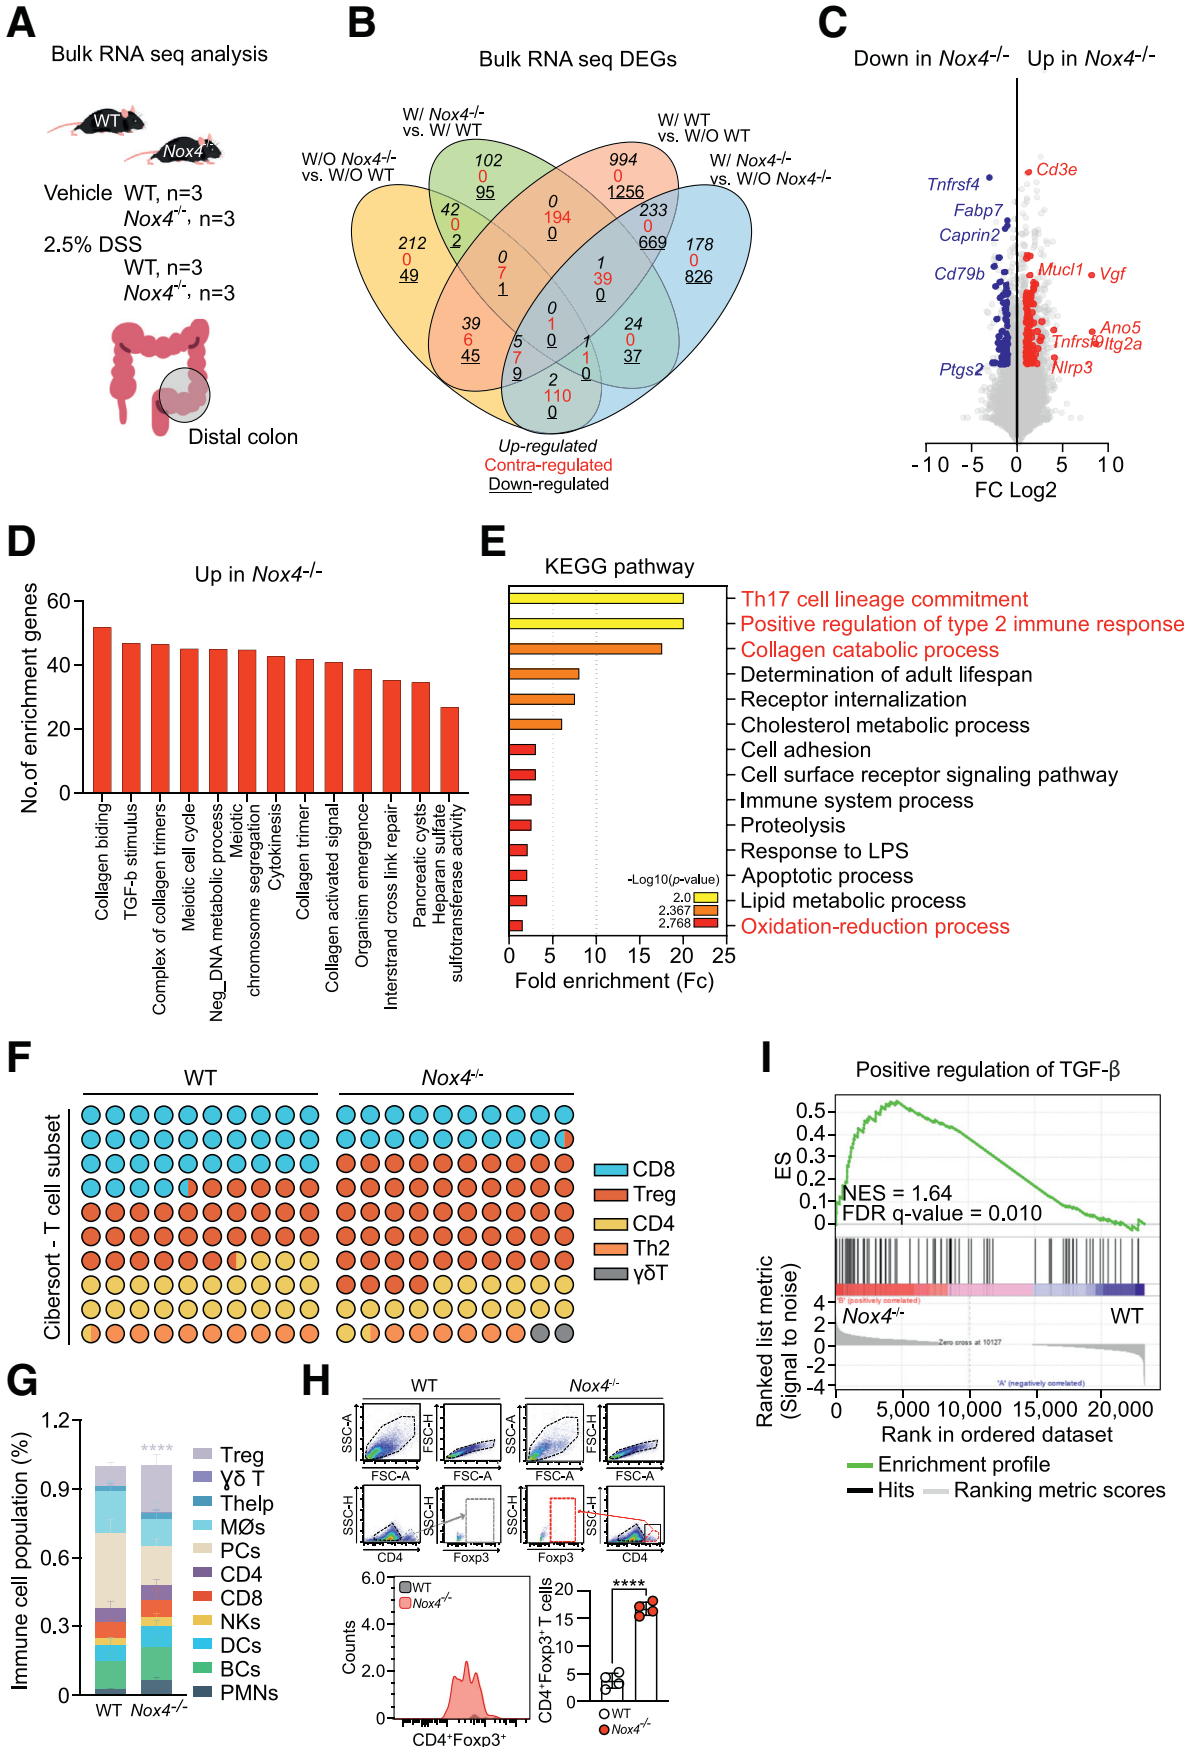 A
Bulk RNA seq analysis
WT
Nox4-/-
Vehicle WT, n=3
Nox4-/-, n=3
2.5% DSS
WT, n=3
Nox4-/-, n=3
Distal colon
B
Bulk RNA seq DEGs
W/ Nox4-/-
vs. W/ WT
W/ WT
vs. W/O WT
W/O Nox4-/-
vs. W/O WT
W/ Nox4-/-
vs. W/O Nox4-/-
102
0
95
994
0
1256
42
0
2
0
194
0
233
0
669
212
0
49
178
0
826
0
7
1
1
39
0
39
6
45
0
1
0
24
0
37
5
7
9
1
1
0
2
110
0
Up-regulated
Contra-regulated
Down-regulated
C
Down in Nox4-/- Up in Nox4-/-
Tnfrsf4
Cd3e
Fabp7
Caprin2
Cd79b
Mucl1
Vgf
Ano5
Tnfrsf9
Itg2a
Ptgs2
Nlrp3
-10 -5 0 5 10
FC Log2
D
Up in Nox4-/-
No.of enrichment genes
60
40
20
0
Collagen biding
TGF-b stimulus
Complex of collagen trimers
Meiotic cell cycle
Neg_DNA metabolic process
Meiotic
chromosome segregation
Cytokinesis
Collagen trimer
Collagen activated signal
Organism emergence
Interstrand cross link repair
Pancreatic cysts
Heparan sulfate
sulfotransferase activity
E
KEGG pathway
Th17 cell lineage commitment
Positive regulation of type 2 immune response
Collagen catabolic process
Determination of adult lifespan
Receptor internalization
Cholesterol metabolic process
Cell adhesion
Cell surface receptor signaling pathway
Immune system process
Proteolysis
Response to LPS
Apoptotic process
Lipid metabolic process
Oxidation-reduction process
-Log10(p-value)
2.0
2.367
2.768
0 5 10 15 20 25
Fold enrichment (Fc)
F
WT
Nox4-/-
Cibersort - T cell subset
CD8
Treg
CD4
Th2
γδT
G
Immune cell population (%)
1.2
0.9
0.6
0.3
0
****
WT Nox4-/-
Treg
γδ T
Thelp
MØs
PCs
CD4
CD8
NKs
DCs
BCs
PMNs
H
WT
Nox4-/-
SSC-A
FSC-H
SSC-A
FSC-H
FSC-A
FSC-A
FSC-A
FSC-A
SSC-H
SSC-H
SSC-H
SSC-H
CD4
Foxp3
Foxp3
CD4
Counts
6.0
4.0
2.0
0
WT
Nox4-/-
CD4+Foxp3+
CD4+Foxp3+ T cells
20
15
10
5
0
****
WT
Nox4-/-
I
Positive regulation of TGF-β
ES
0.5
0.4
0.3
0.2
0.1
0
NES = 1.64
FDR q-value = 0.010
'B' (positively correlated)
Nox4-/-
WT
Zero cross at 10127
'A' (negatively correlated)
Ranked list metric
(Signal to noise)
4
2
0
-2
-4
0 5,000 10,000 15,000 20,000
Rank in ordered dataset
Enrichment profile
Hits Ranking metric scores